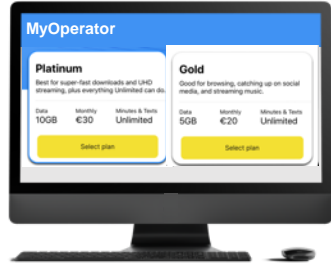 MyOperator
Platinum
Best for super-fast downloads and UHD
streaming, plus everything Unlimited can do.
Data Monthly Minutes & Texts
10GB €30 Unlimited
Select plan
Gold
Good for browsing, catching up on social
media, and streaming music.
Data Monthly Minutes & Texts
5GB €20 Unlimited
Select plan